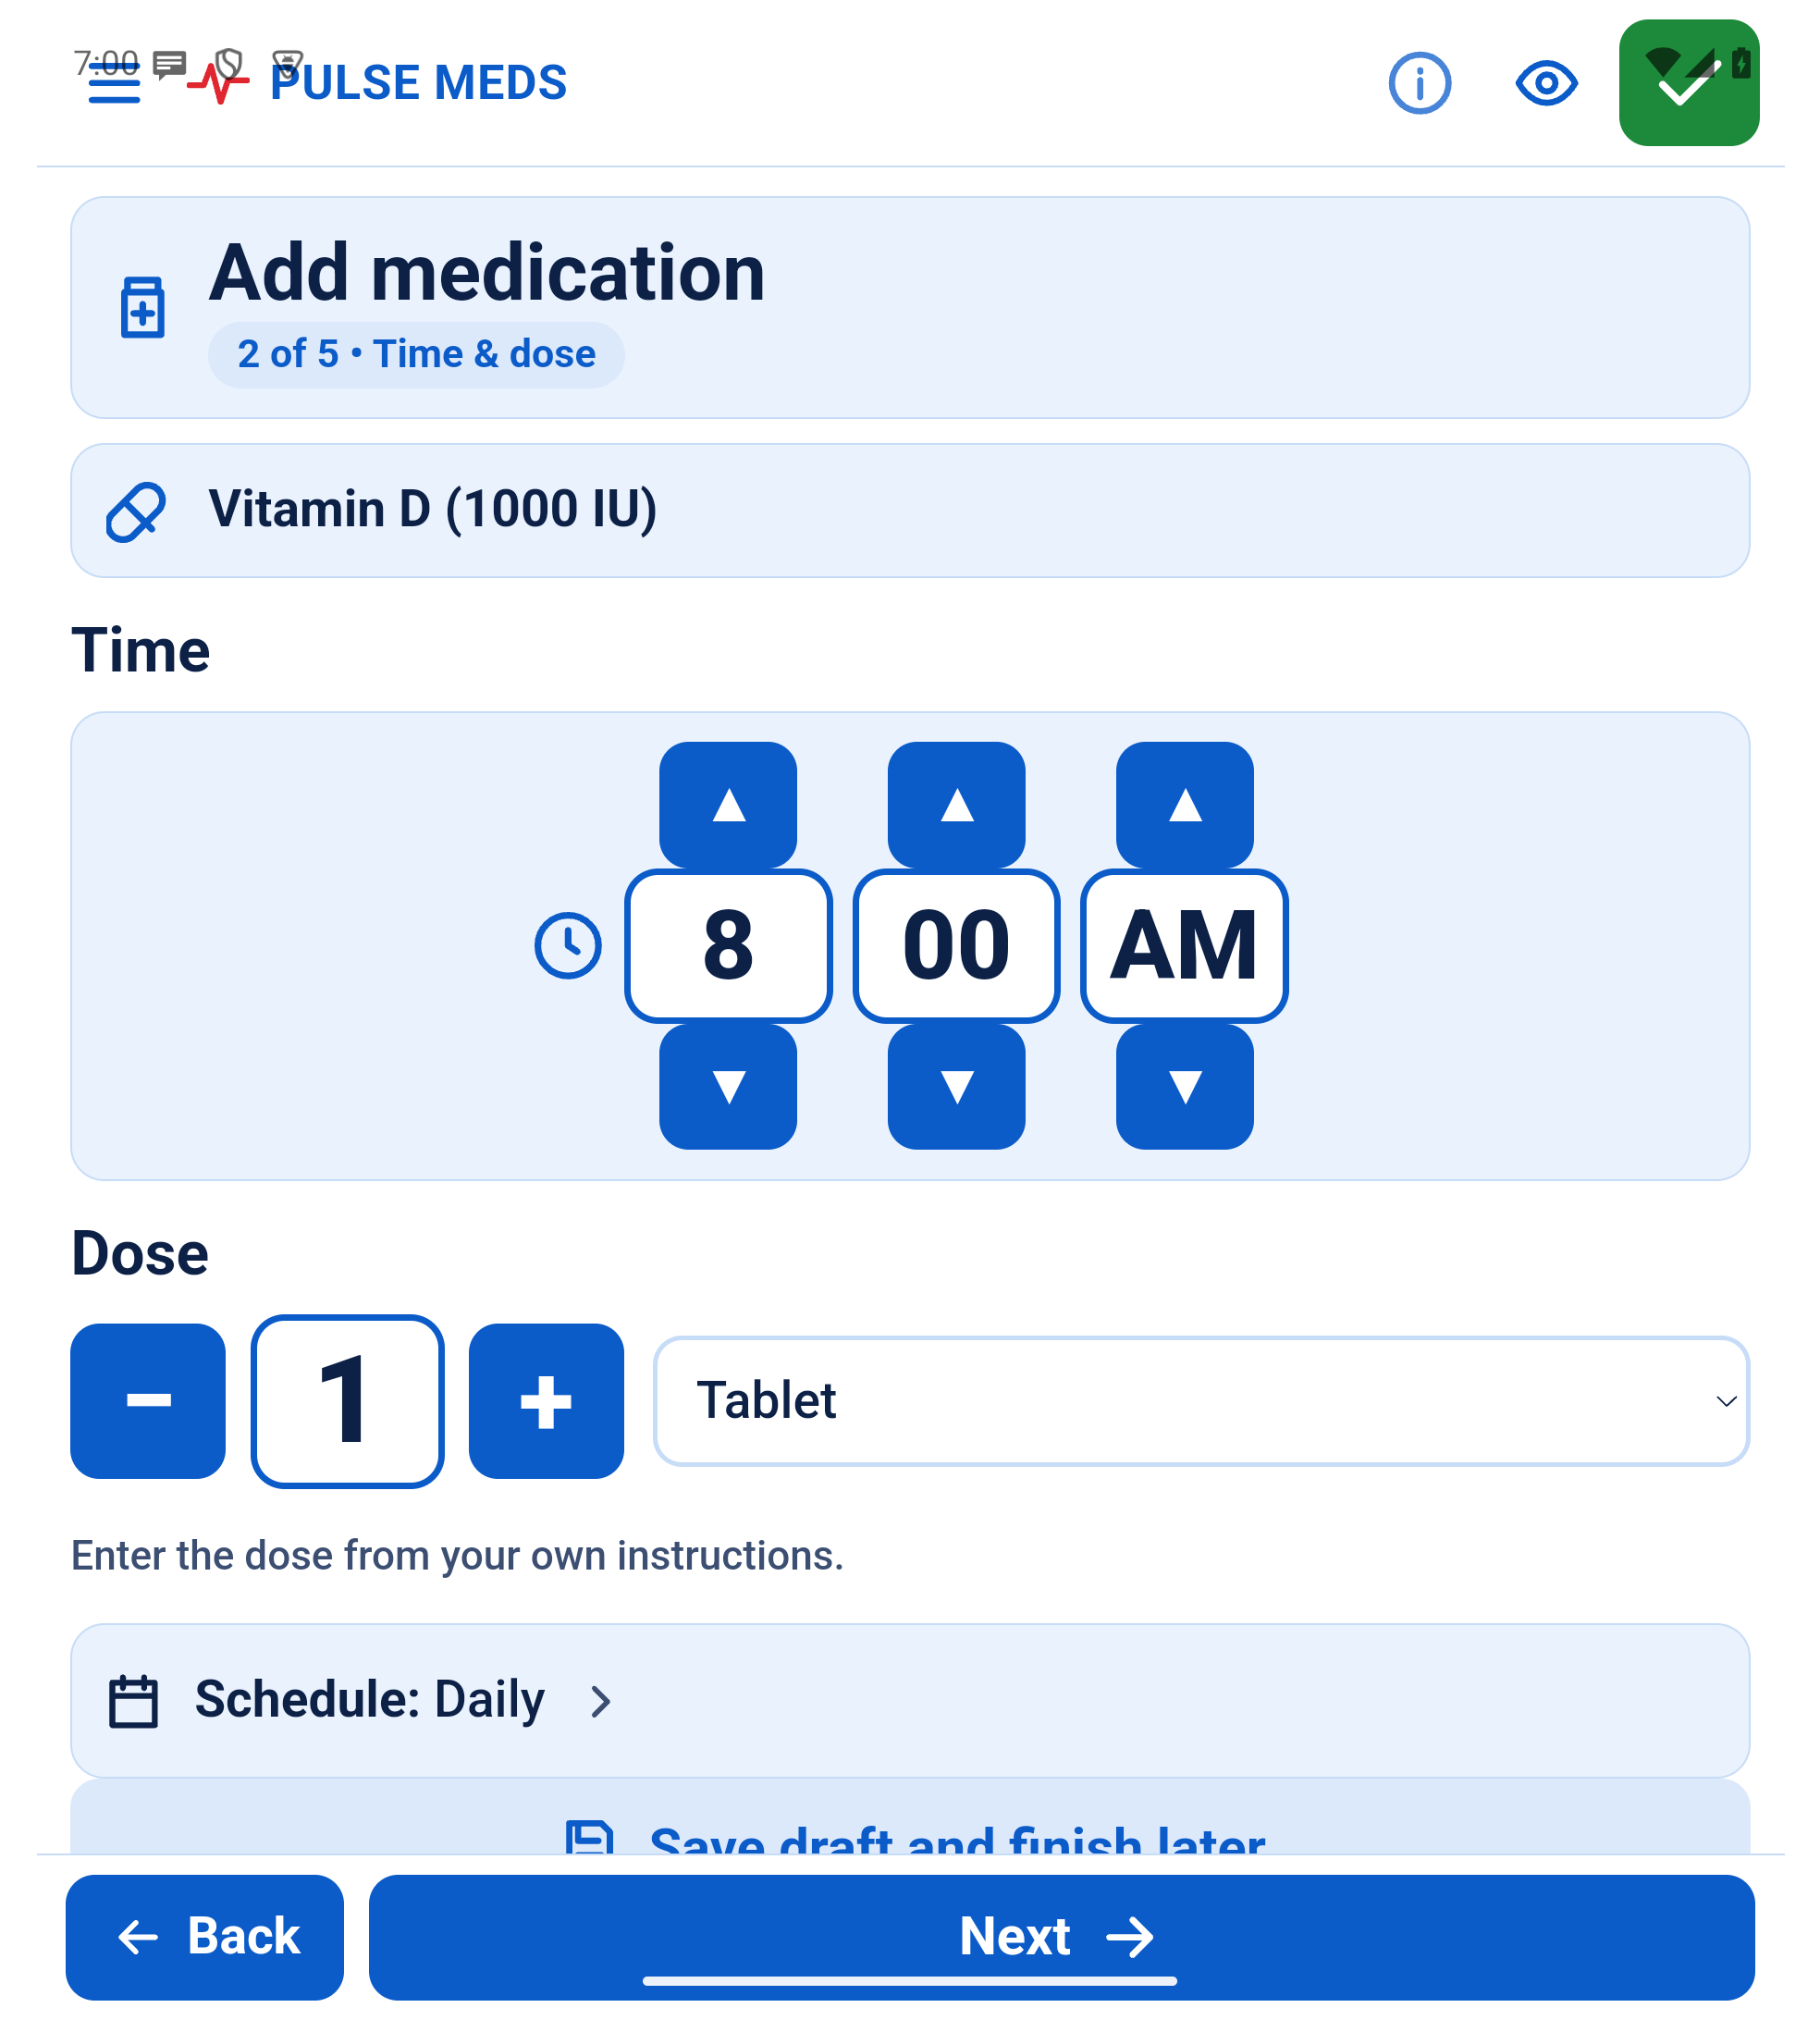 7:00
PULSE MEDS
Add medication
2 of 5 • Time & dose
Vitamin D (1000 IU)
Time
8 00 AM
Dose
1 Tablet
Enter the dose from your own instructions.
Schedule: Daily
Save draft and finish later
Back Next